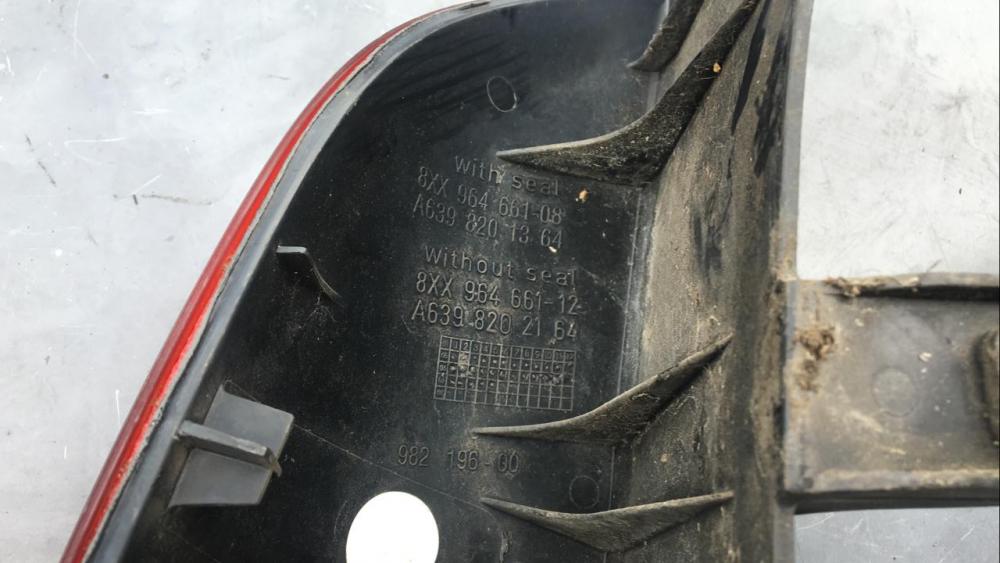 with seal
8XX 964 661-08
A639 820 13 64
Without seal
8XX 964 661-12
A639 820 21 64
982 196-00